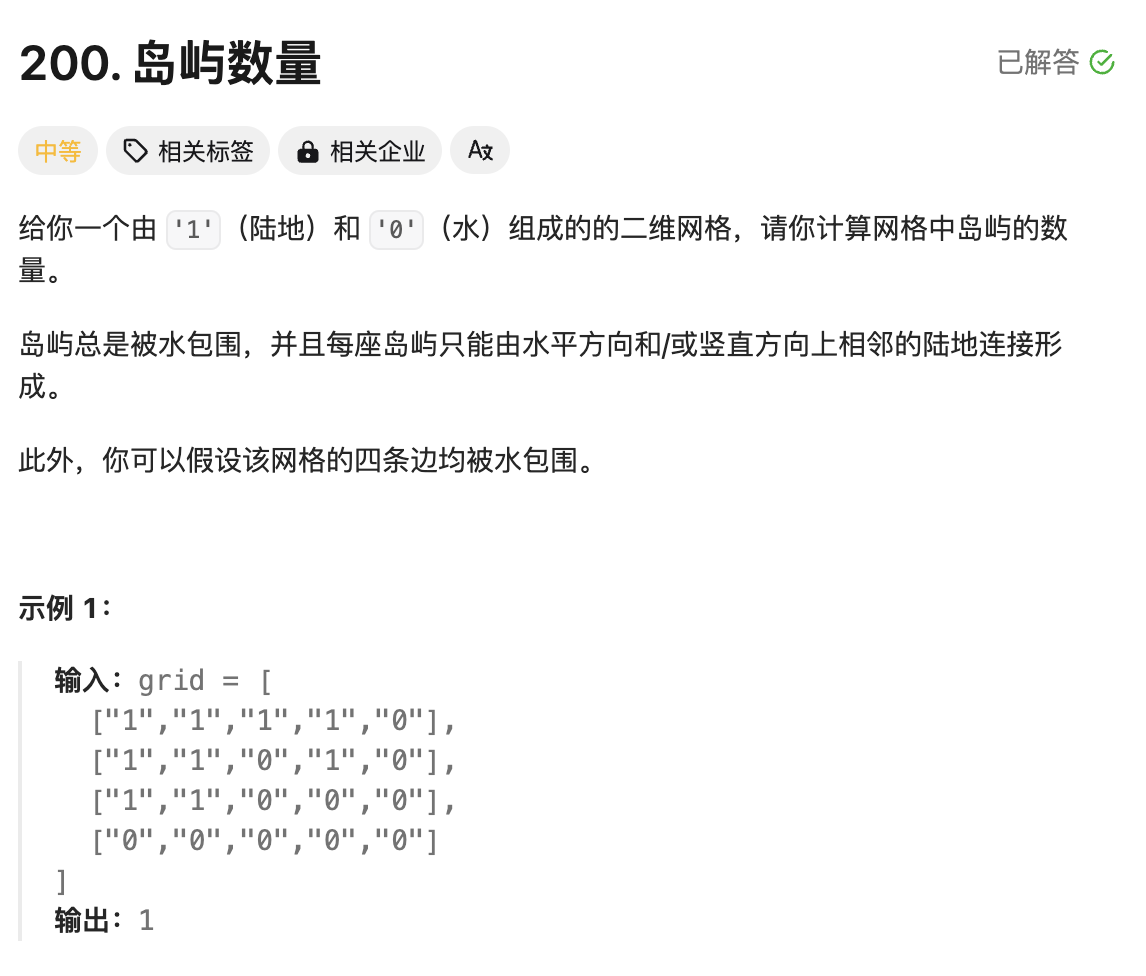 200. 岛屿数量
已解答
中等
相关标签
相关企业
给你一个由 '1'（陆地）和 '0'（水）组成的的二维网格，请你计算网格中岛屿的数
量。
岛屿总是被水包围，并且每座岛屿只能由水平方向和/或竖直方向上相邻的陆地连接形
成。
此外，你可以假设该网格的四条边均被水包围。
示例 1：
输入：grid = [
["1","1","1","1","0"],
["1","1","0","1","0"],
["1","1","0","0","0"],
["0","0","0","0","0"]
]
输出：1